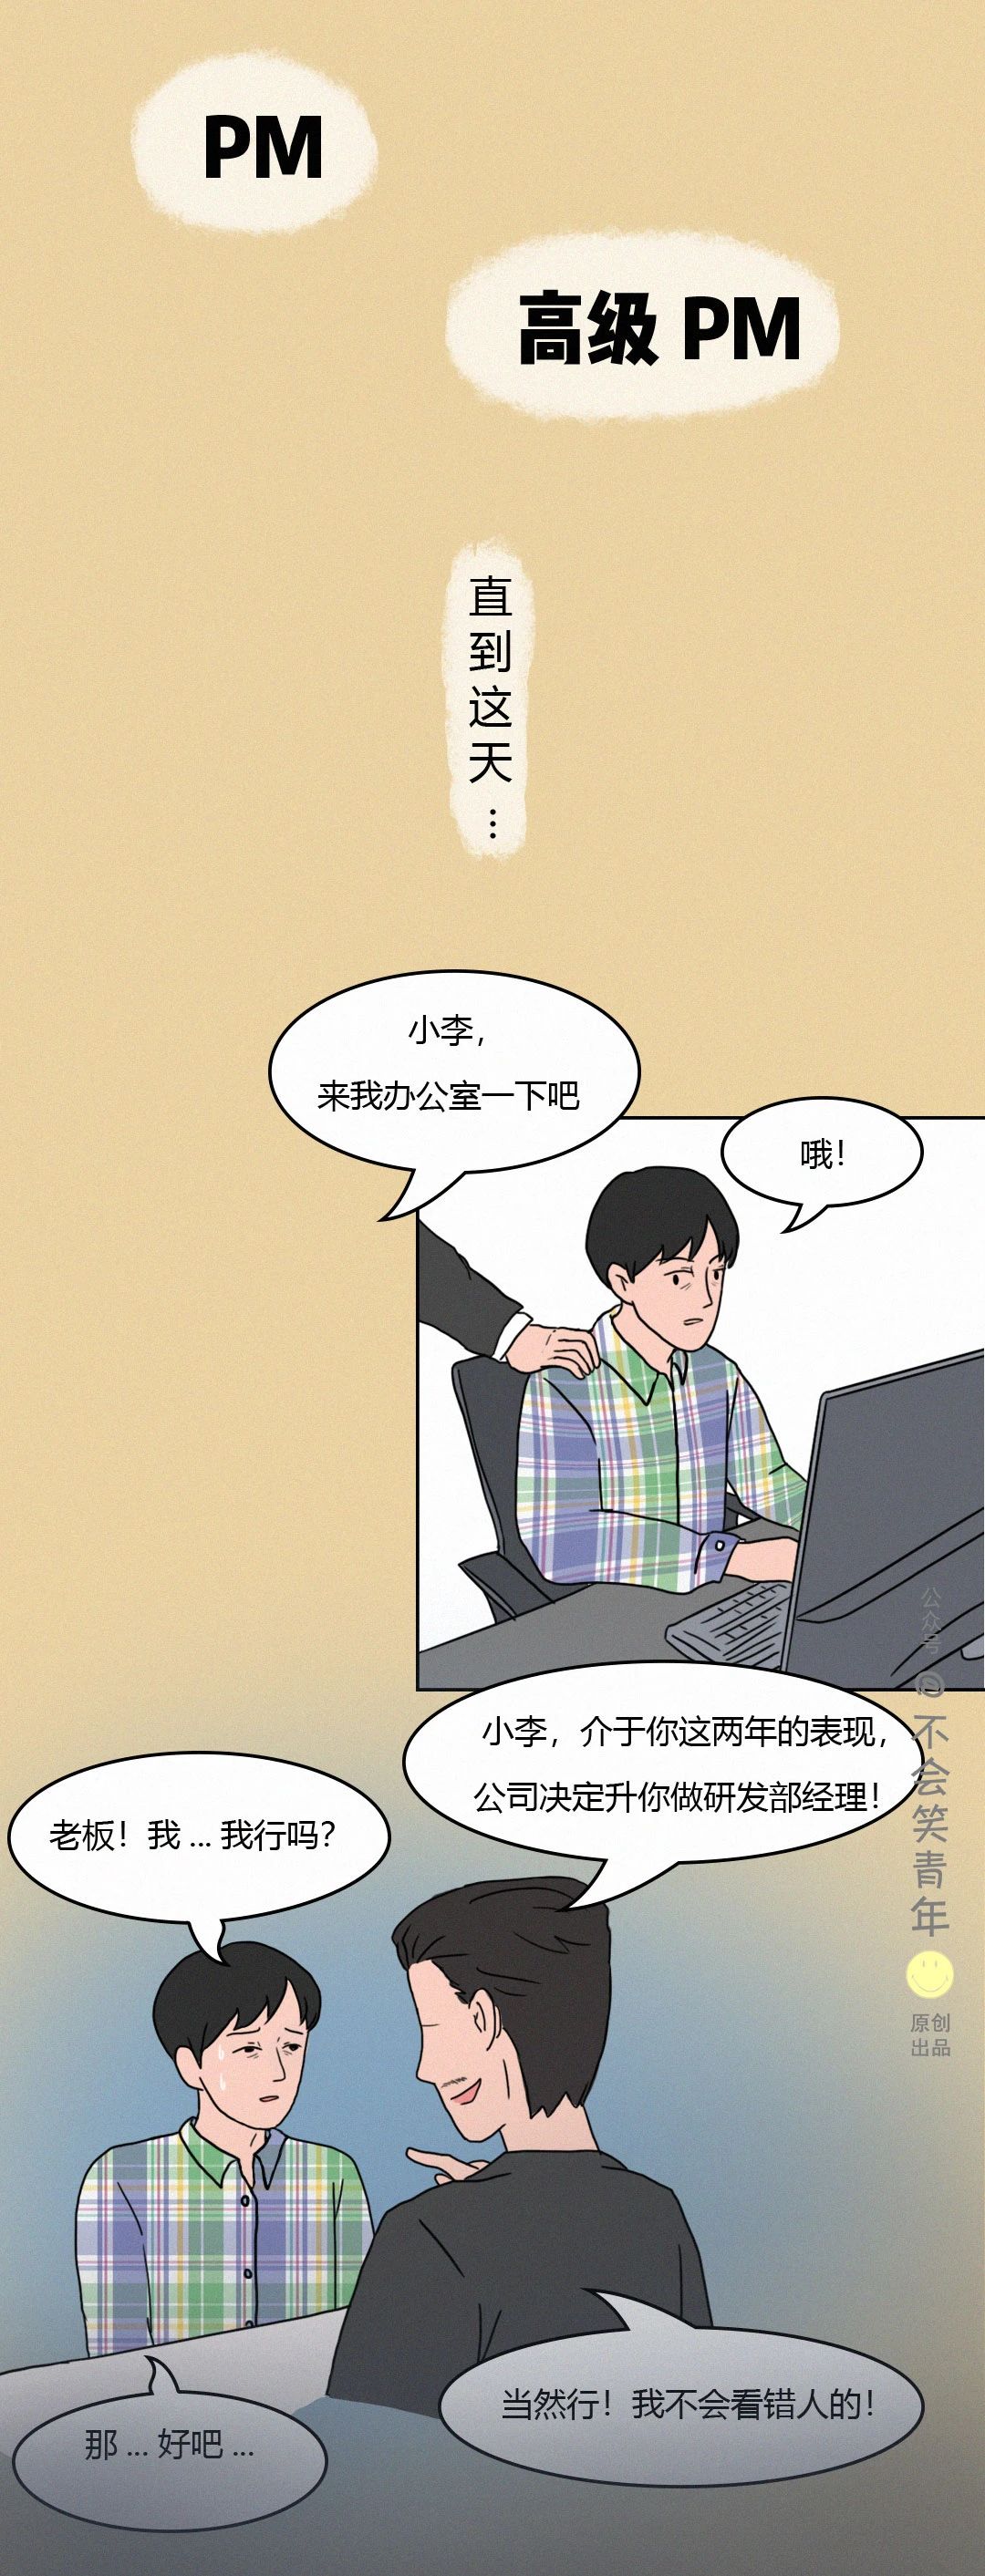 PM
高级 PM
直到这天...
小李，
来我办公室一下吧
哦！
小李，介于你这两年的表现，
公司决定升你做研发部经理！
老板！我 ... 我行吗？
当然行！我不会看错人的！
那 ... 好吧 ...
公众号
不会笑青年
原创
出品